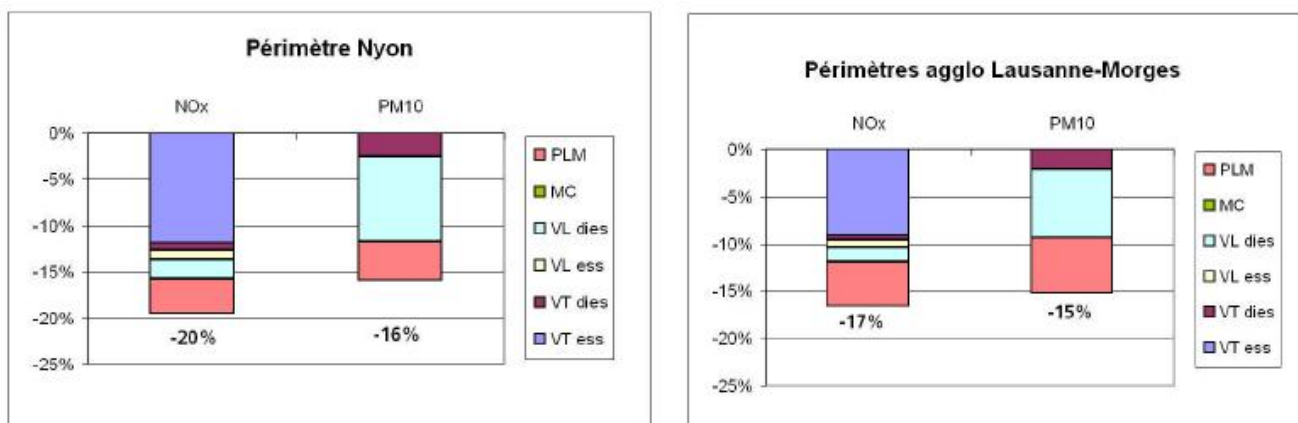 Périmètre Nyon
NOx PM10
0%
-5%
-10%
-15%
-20%
-25%
-20% -16%
PLM
MC
VL dies
VL ess
VT dies
VT ess
Périmètres agglo Lausanne-Morges
NOx PM10
0%
-5%
-10%
-15%
-20%
-25%
-17% -15%
PLM
MC
VL dies
VL ess
VT dies
VT ess